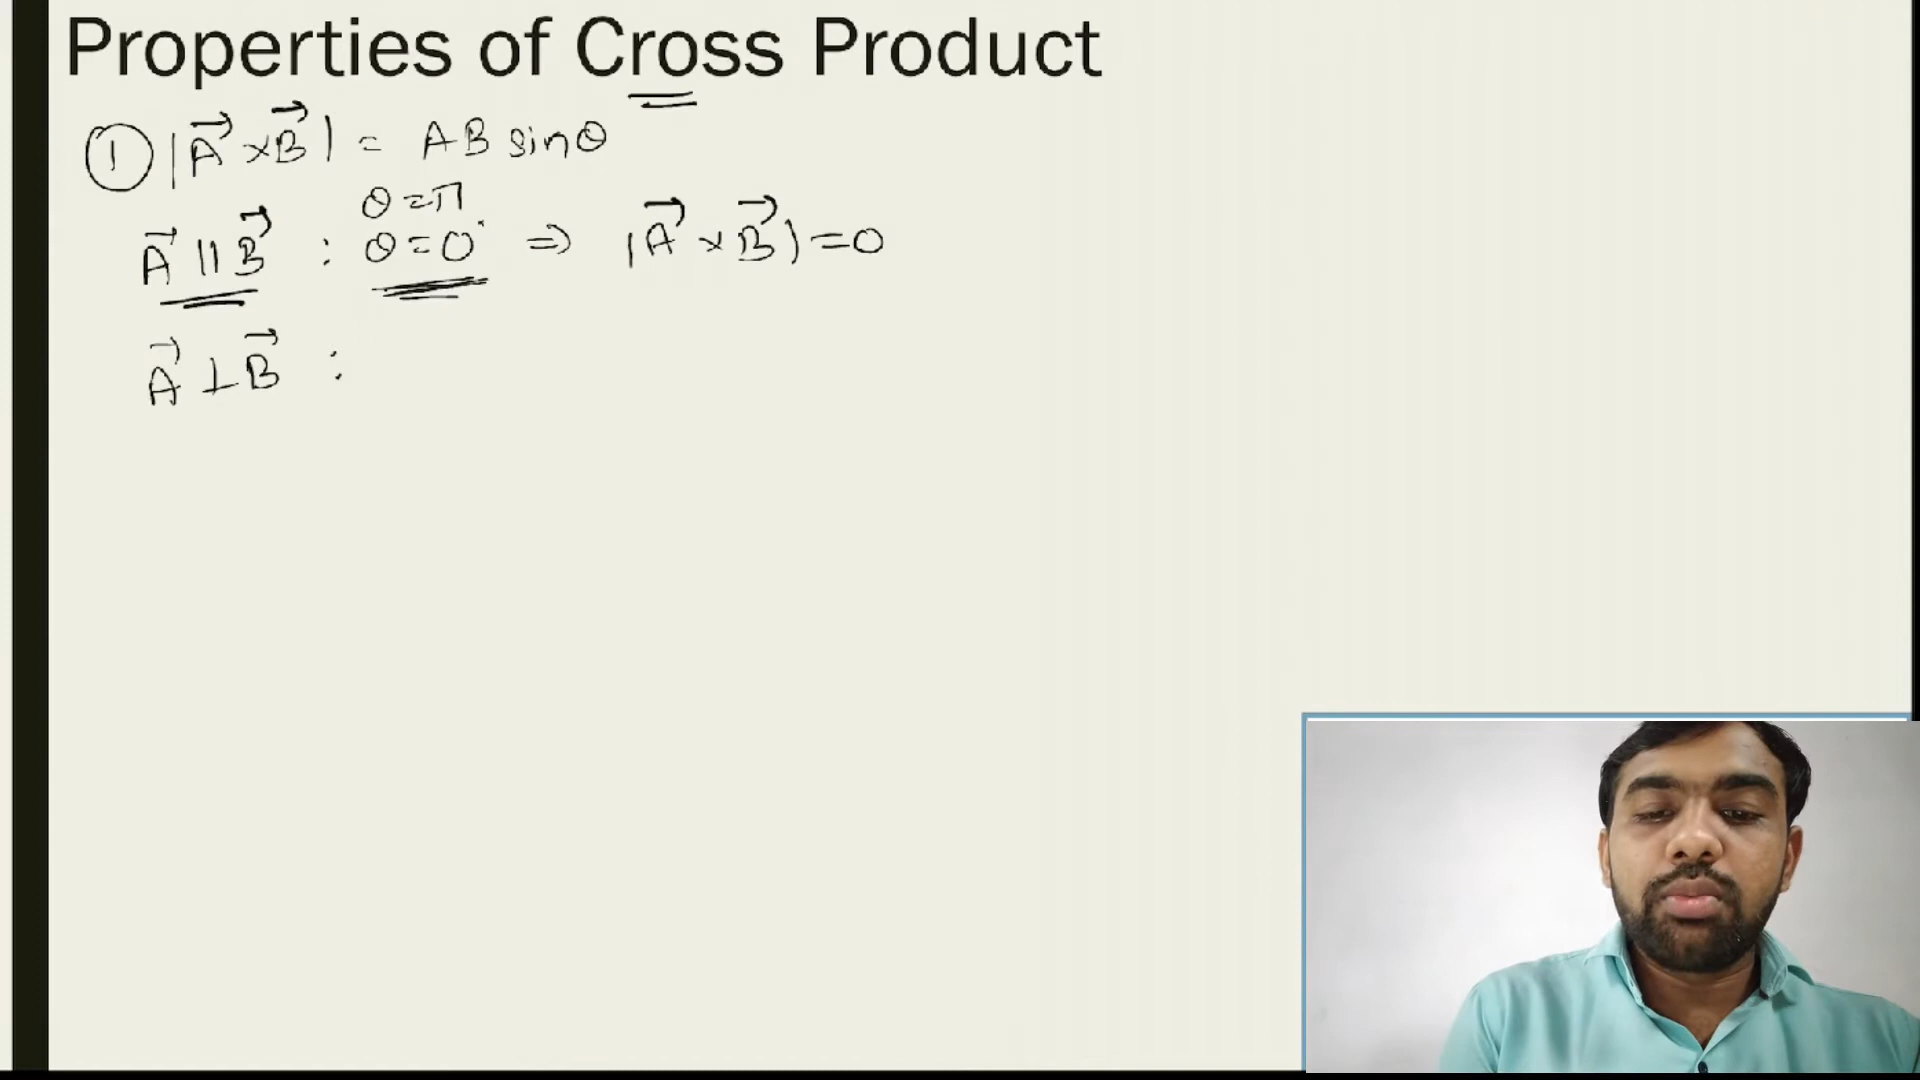 Properties of Cross Product
① |A⃗ × B⃗| = AB sinθ
θ = π
A⃗ || B⃗ : θ = 0° ⇒ |A⃗ × B⃗| = 0
A⃗ ⊥ B⃗ :